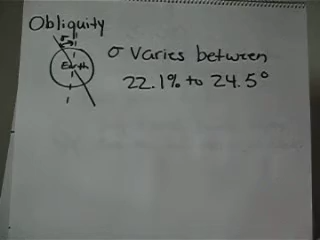 Obliquity
σ
Earth
σ varies between
22.1% to 24.5°